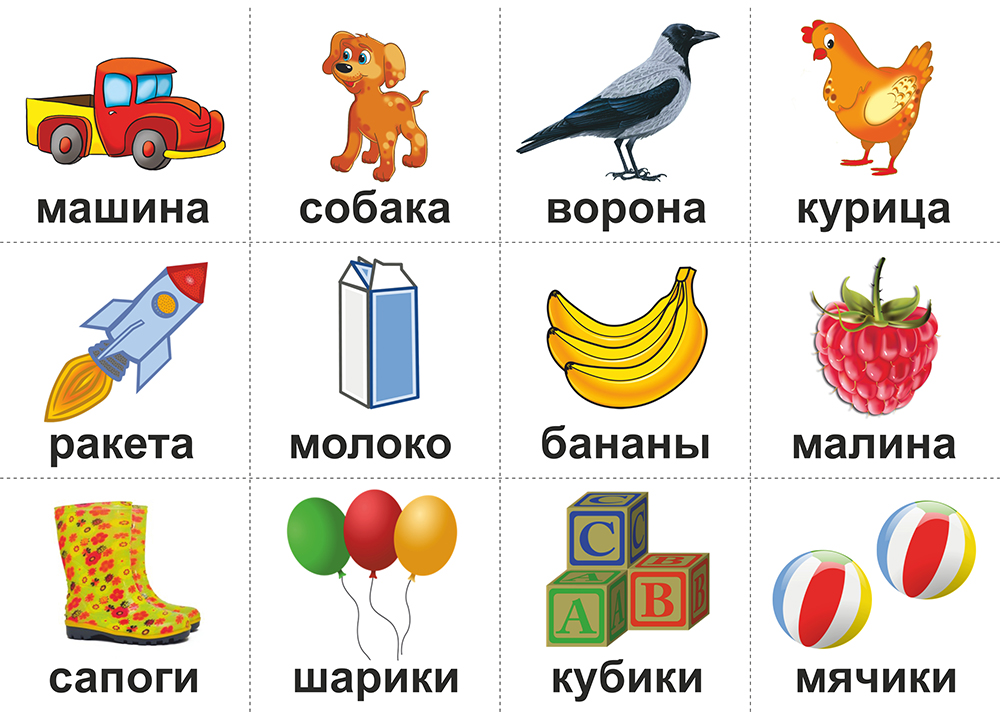 машина
собака
ворона
курица
ракета
молоко
бананы
малина
сапоги
шарики
C
C
A
A
A
B
B
B
кубики
мячики